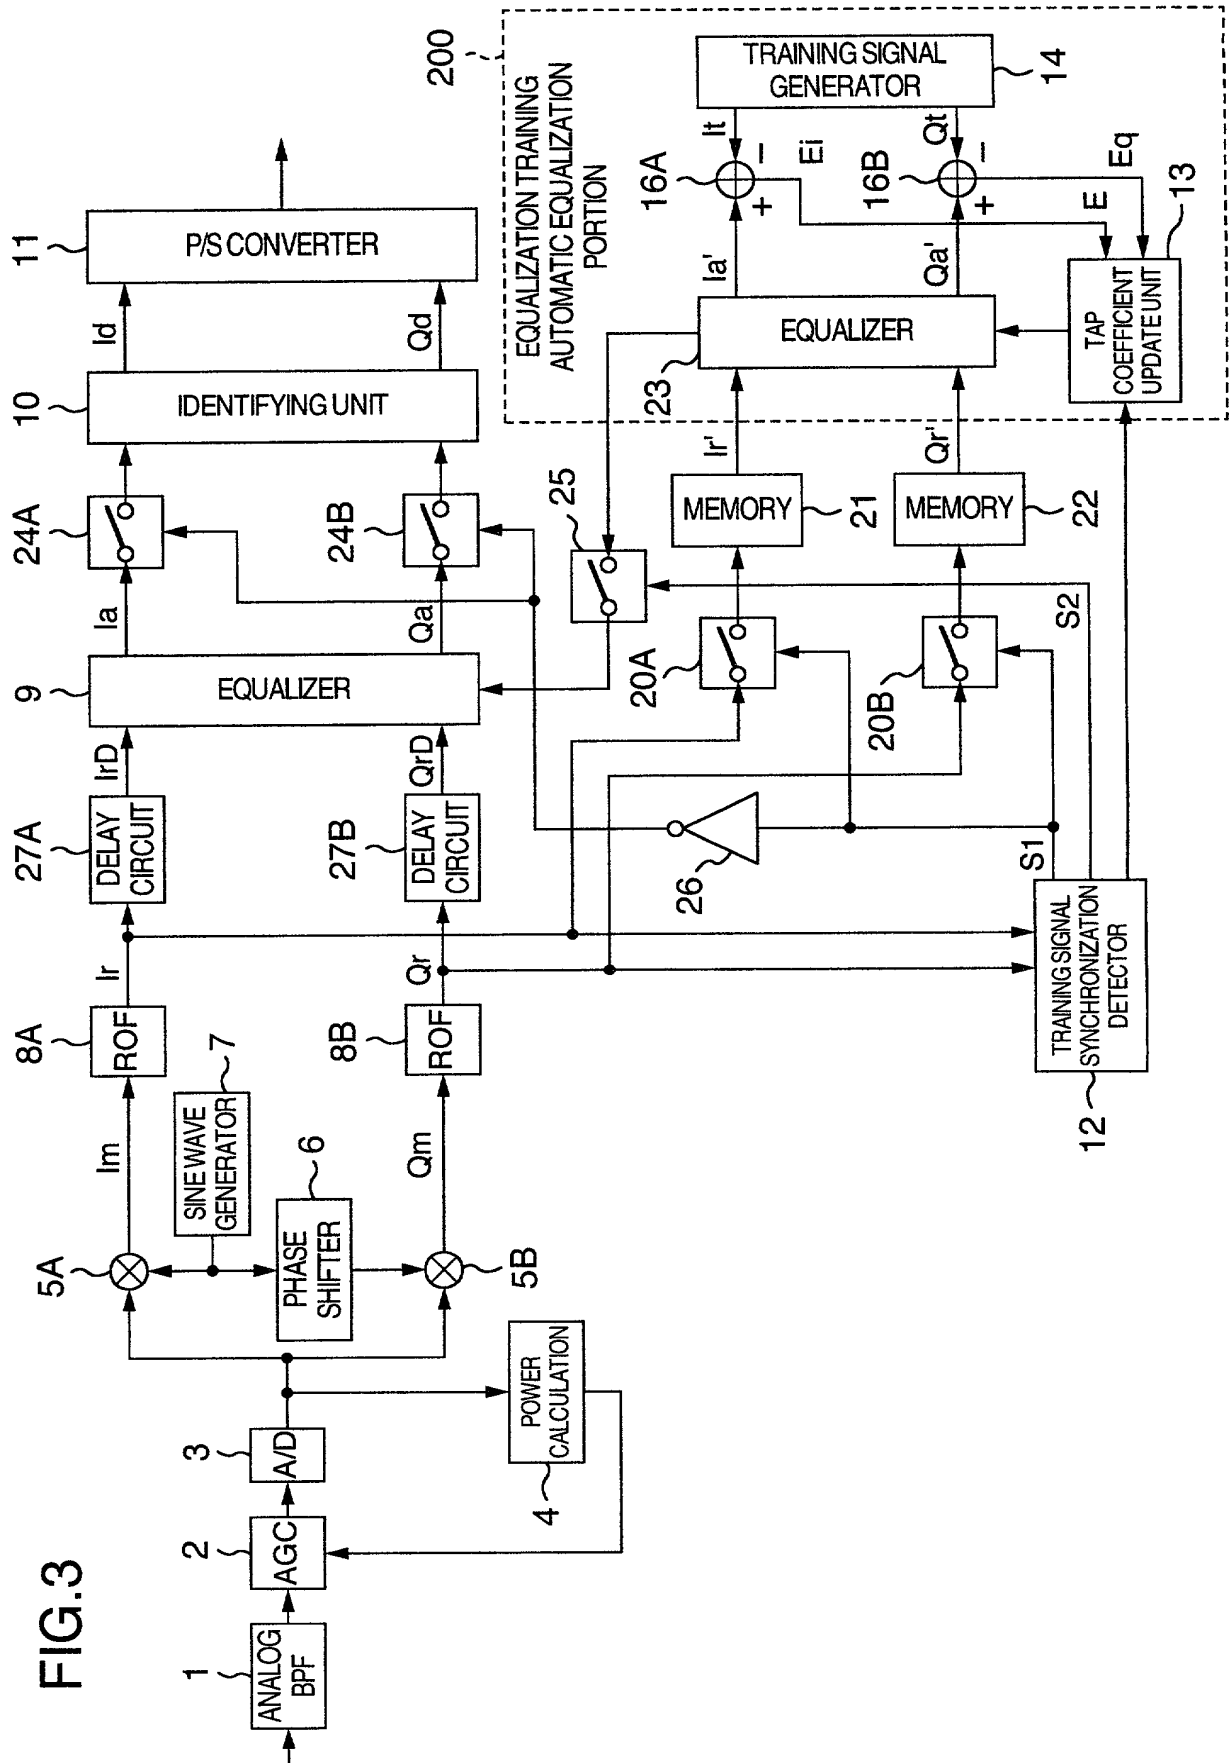 FIG.3
1
ANALOG
BPF
2
AGC
3
A/D
4
POWER
CALCULATION
5A
5B
6
PHASE
SHIFTER
7
SINE WAVE
GENERATOR
Im
Qm
8A
ROF
8B
ROF
Ir
Qr
27A
DELAY
CIRCUIT
27B
DELAY
CIRCUIT
IrD
QrD
9
EQUALIZER
Ia
Qa
24A
24B
10
IDENTIFYING UNIT
Id
Qd
11
P/S CONVERTER
12
TRAINING SIGNAL
SYNCHRONIZATION
DETECTOR
S1
S2
26
20A
20B
25
MEMORY
21
MEMORY
22
Ir'
Qr'
200
EQUALIZATION TRAINING
AUTOMATIC EQUALIZATION
PORTION
23
EQUALIZER
Ia'
Qa'
16A
+
−
16B
+
−
It
Qt
Ei
Eq
E
TRAINING SIGNAL
GENERATOR
14
TAP
COEFFICIENT
UPDATE UNIT
13